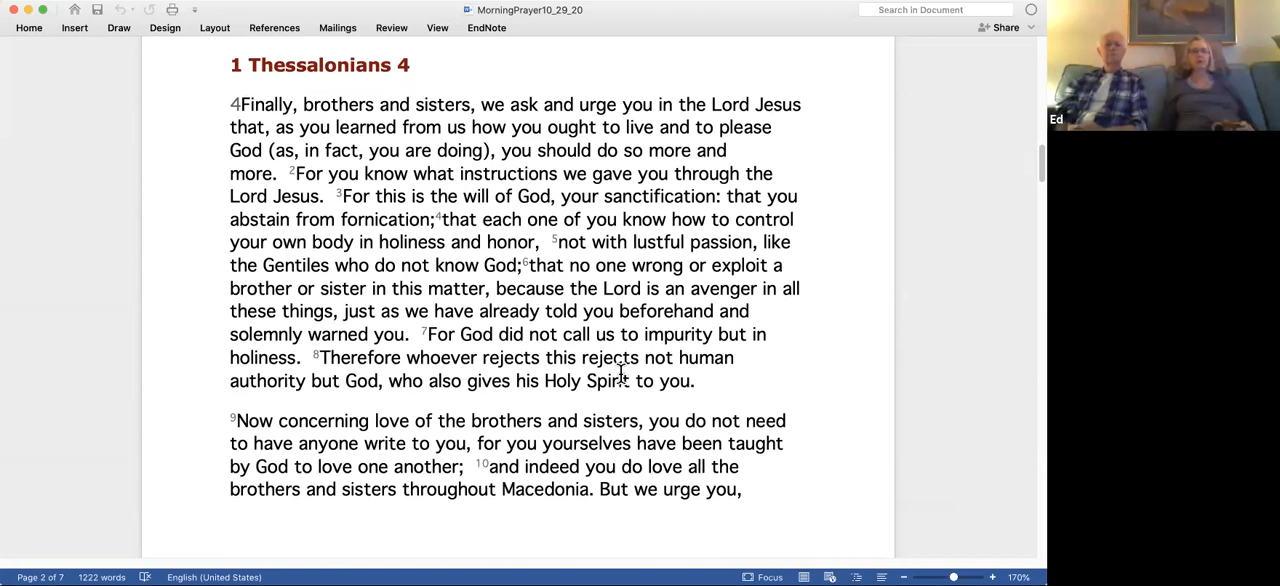 MorningPrayer10_29_20
Search in Document
Home Insert Draw Design Layout References Mailings Review View EndNote Share
1 Thessalonians 4
4Finally, brothers and sisters, we ask and urge you in the Lord Jesus
that, as you learned from us how you ought to live and to please
God (as, in fact, you are doing), you should do so more and
more. 2For you know what instructions we gave you through the
Lord Jesus. 3For this is the will of God, your sanctification: that you
abstain from fornication;4that each one of you know how to control
your own body in holiness and honor, 5not with lustful passion, like
the Gentiles who do not know God;6that no one wrong or exploit a
brother or sister in this matter, because the Lord is an avenger in all
these things, just as we have already told you beforehand and
solemnly warned you. 7For God did not call us to impurity but in
holiness. 8Therefore whoever rejects this rejects not human
authority but God, who also gives his Holy Spirit to you.
9Now concerning love of the brothers and sisters, you do not need
to have anyone write to you, for you yourselves have been taught
by God to love one another; 10and indeed you do love all the
brothers and sisters throughout Macedonia. But we urge you,
Page 2 of 7 1222 words English (United States) Focus 170%
Ed